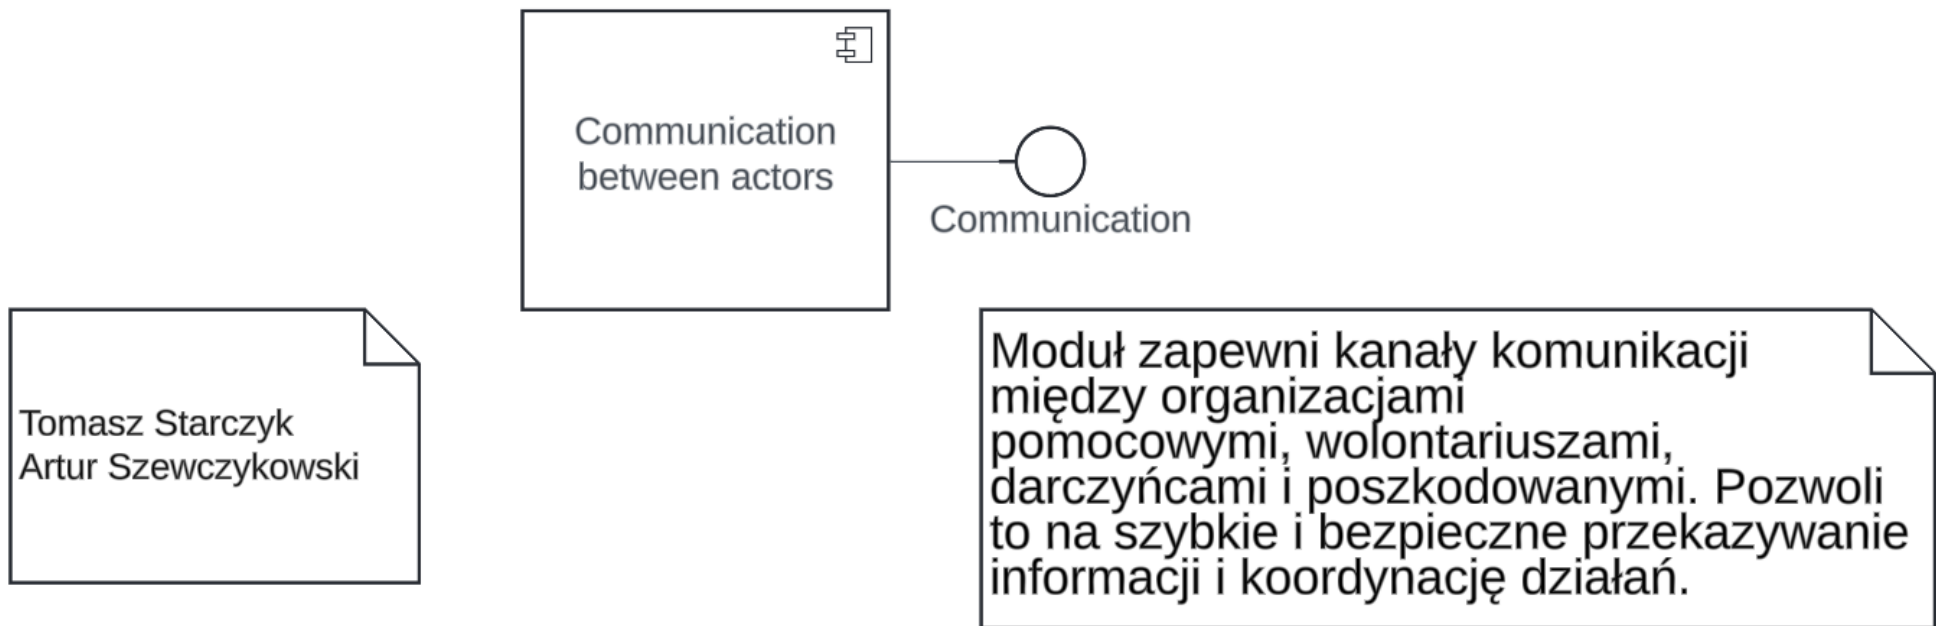 Communication
between actors
Communication
Tomasz Starczyk
Artur Szewczykowski
Moduł zapewni kanały komunikacji
między organizacjami
pomocowymi, wolontariuszami,
darczyńcami i poszkodowanymi. Pozwoli
to na szybkie i bezpieczne przekazywanie
informacji i koordynację działań.